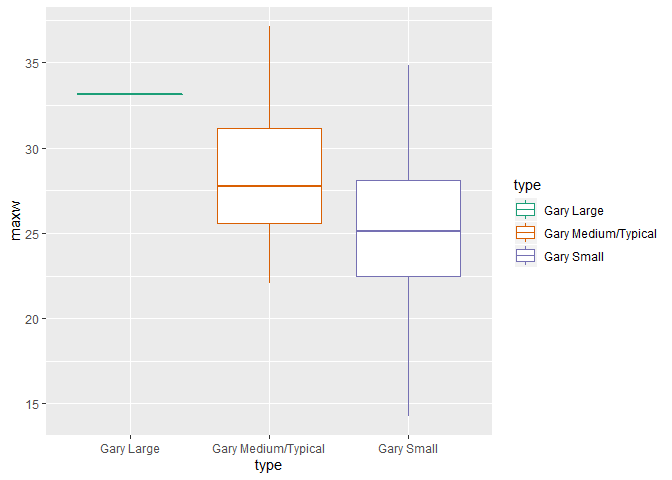 35
30
25
20
15
maxw
Gary Large
Gary Medium/Typical
Gary Small
type
type
Gary Large
Gary Medium/Typical
Gary Small